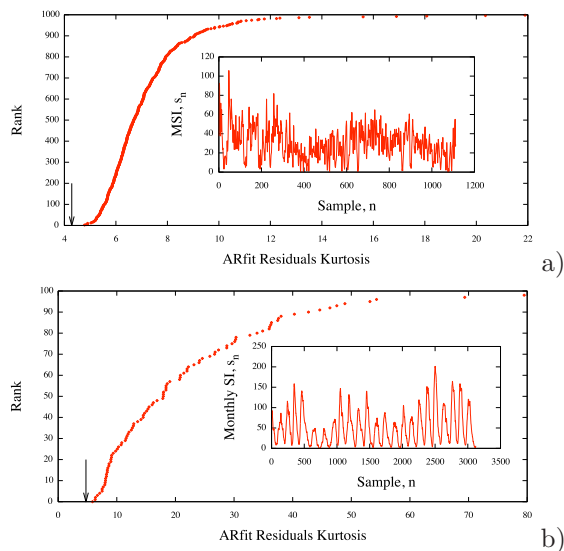 1000
900
800
700
600
500
400
300
200
100
0
Rank
4 6 8 10 12 14 16 18 20 22
ARfit Residuals Kurtosis
120
100
80
60
40
20
0
MSI, sn
0 200 400 600 800 1000 1200
Sample, n
a)
100
90
80
70
60
50
40
30
20
10
0
Rank
0 10 20 30 40 50 60 70 80
ARfit Residuals Kurtosis
250
200
150
100
50
0
Monthly SI, sn
0 500 1000 1500 2000 2500 3000 3500
Sample, n
b)